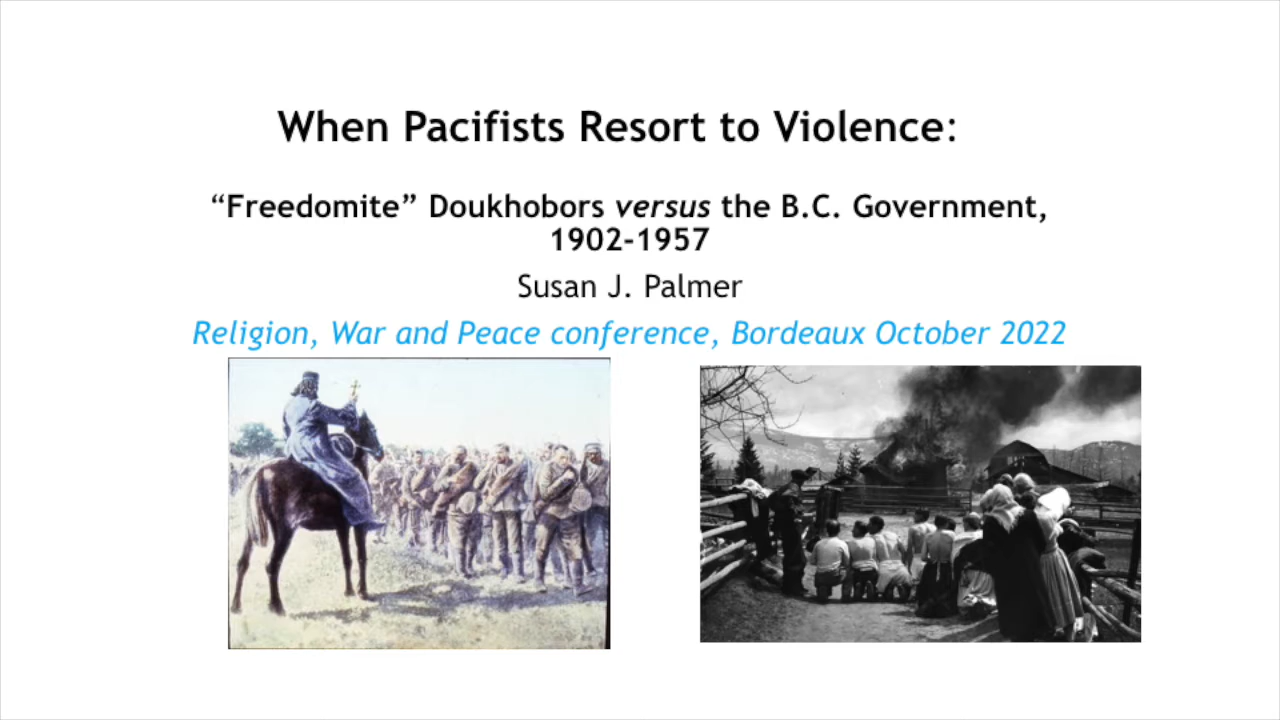 When Pacifists Resort to Violence:
“Freedomite” Doukhobors versus the B.C. Government,
1902-1957
Susan J. Palmer
Religion, War and Peace conference, Bordeaux October 2022